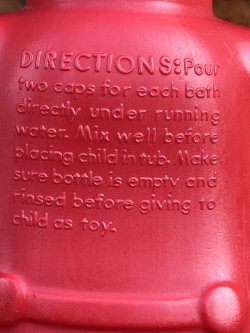 DIRECTIONS: Pour
two caps for each bath
directly under running
water. Mix well before
placing child in tub. Make
sure bottle is empty and
rinsed before giving to
child as toy.